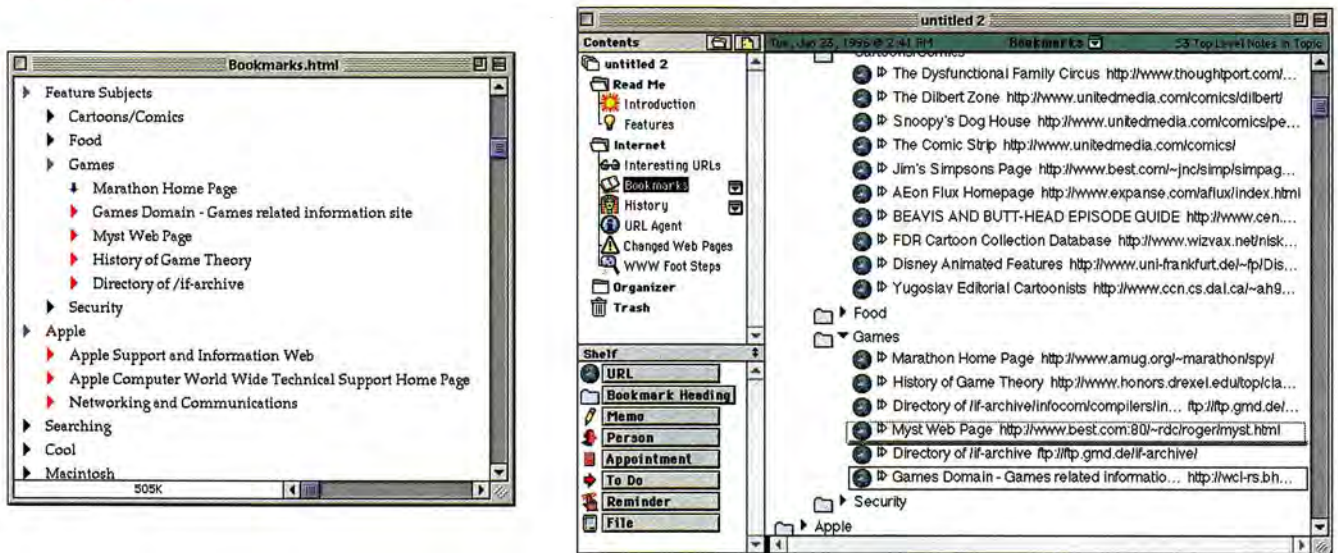 Bookmarks.html
Feature Subjects
Cartoons/Comics
Food
Games
Marathon Home Page
Games Domain - Games related information site
Myst Web Page
History of Game Theory
Directory of /if-archive
Security
Apple
Apple Support and Information Web
Apple Computer World Wide Technical Support Home Page
Networking and Communications
Searching
Cool
Macintosh
505K
untitled 2
Contents
Tue, Jan 23, 1996 @ 2:41 PM Bookmarks 53 Top Level Notes in Topic
untitled 2
Read Me
Introduction
Features
Internet
Interesting URLs
Bookmarks
History
URL Agent
Changed Web Pages
WWW Foot Steps
Organizer
Trash
Shelf
URL
Bookmark Heading
Memo
Person
Appointment
To Do
Reminder
File
Cartoons/Comics
The Dysfunctional Family Circus http://www.thoughtport.com/...
The Dilbert Zone http://www.unitedmedia.com/comics/dilbert/
Snoopy's Dog House http://www.unitedmedia.com/comics/pe...
The Comic Strip http://www.unitedmedia.com/comics/
Jim's Simpsons Page http://www.best.com/~jnc/simp/simpag...
AEon Flux Homepage http://www.expanse.com/aflux/index.html
BEAVIS AND BUTT-HEAD EPISODE GUIDE http://www.cen....
FDR Cartoon Collection Database http://www.wizvax.net/nisk...
Disney Animated Features http://www.uni-frankfurt.de/~fp/Dis...
Yugoslav Editorial Cartoonists http://www.ccn.cs.dal.ca/~ah9...
Food
Games
Marathon Home Page http://www.amug.org/~marathon/spy/
History of Game Theory http://www.honors.drexel.edu/top/cla...
Directory of /if-archive/infocom/compilers/in... ftp://ftp.gmd.de/...
Myst Web Page http://www.best.com:80/~rdc/roger/myst.html
Directory of /if-archive ftp://ftp.gmd.de/if-archive/
Games Domain - Games related informatio... http://wcl-rs.bh...
Security
Apple